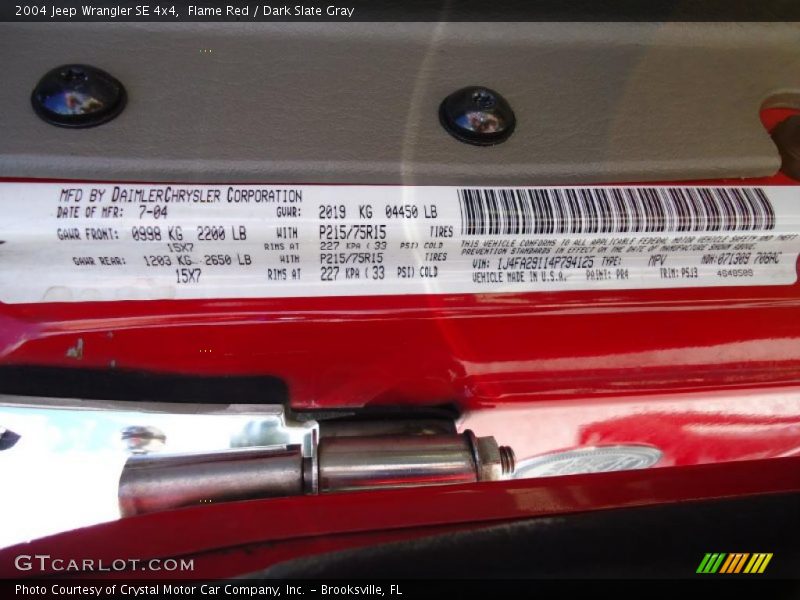 2004 Jeep Wrangler SE 4x4, Flame Red / Dark Slate Gray
MFD BY DAIMLERCHRYSLER CORPORATION
DATE OF MFR: 7-04 GVWR: 2019 KG 04450 LB
GAWR FRONT: 0998 KG 2200 LB WITH P215/75R15 TIRES
15X7 RIMS AT 227 KPA ( 33 PSI) COLD
GAWR REAR: 1203 KG 2650 LB WITH P215/75R15 TIRES
15X7 RIMS AT 227 KPA ( 33 PSI) COLD
THIS VEHICLE CONFORMS TO ALL APPLICABLE FEDERAL MOTOR VEHICLE SAFETY AND THEFT
PREVENTION STANDARDS IN EFFECT ON THE DATE OF MANUFACTURE SHOWN ABOVE.
VIN: 1J4FA29114P794125 TYPE: MPV MDH: 071309 706AC
VEHICLE MADE IN U.S.A. PAINT: PR4 TRIM: P5J3 4648503
GTCARLOT.COM
Photo Courtesy of Crystal Motor Car Company, Inc. – Brooksville, FL